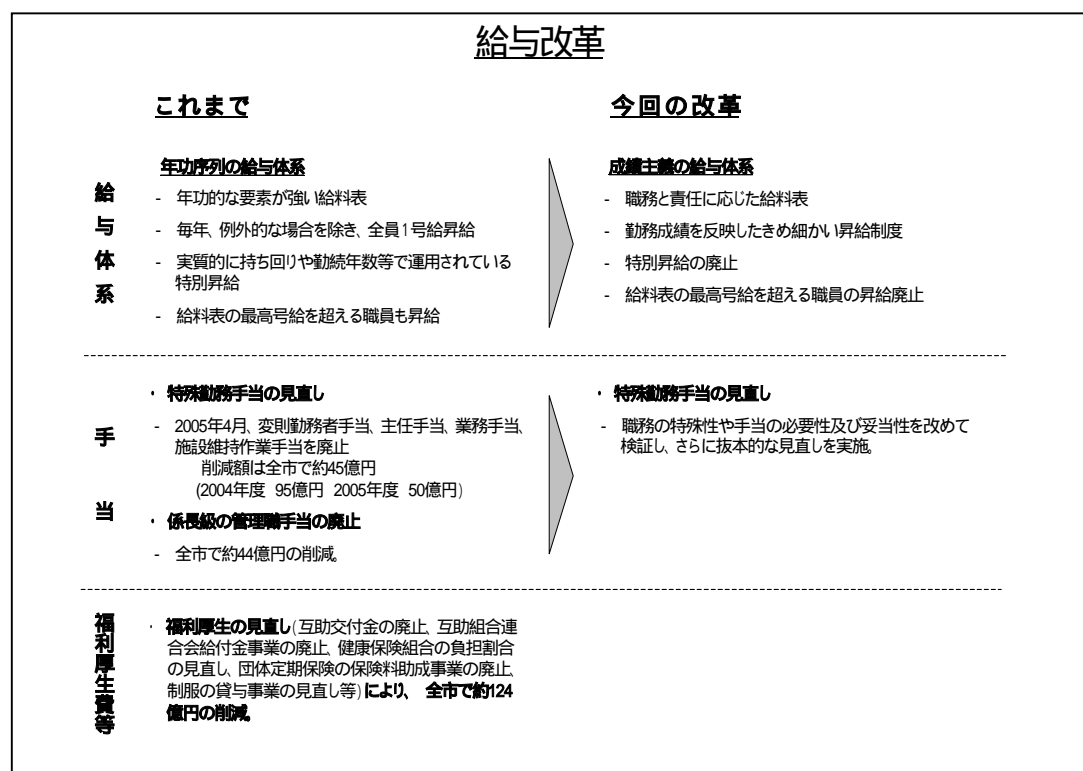 給与改革
これまで
今回の改革
給与体系
年功序列の給与体系
- 年功的な要素が強い給料表
- 毎年、例外的な場合を除き、全員1号給昇給
- 実質的に持ち回りや勤続年数等で運用されている
特別昇給
- 給料表の最高号給を超える職員も昇給
成績主義の給与体系
- 職務と責任に応じた給料表
- 勤務成績を反映したきめ細かい昇給制度
- 特別昇給の廃止
- 給料表の最高号給を超える職員の昇給廃止
手当
・ 特殊勤務手当の見直し
- 2005年4月、変則勤務者手当、主任手当、業務手当、
施設維持作業手当を廃止
削減額は全市で約45億円
(2004年度 95億円 2005年度 50億円)
・ 係長級の管理職手当の廃止
- 全市で約44億円の削減。
・ 特殊勤務手当の見直し
- 職務の特殊性や手当の必要性及び妥当性を改めて
検証し、さらに抜本的な見直しを実施。
福利厚生費等
・ 福利厚生の見直し(互助交付金の廃止、互助組合連
合会給付金事業の廃止、健康保険組合の負担割合
の見直し、団体定期保険の保険料助成事業の廃止、
制服の貸与事業の見直し等)により、 全市で約124
億円の削減。